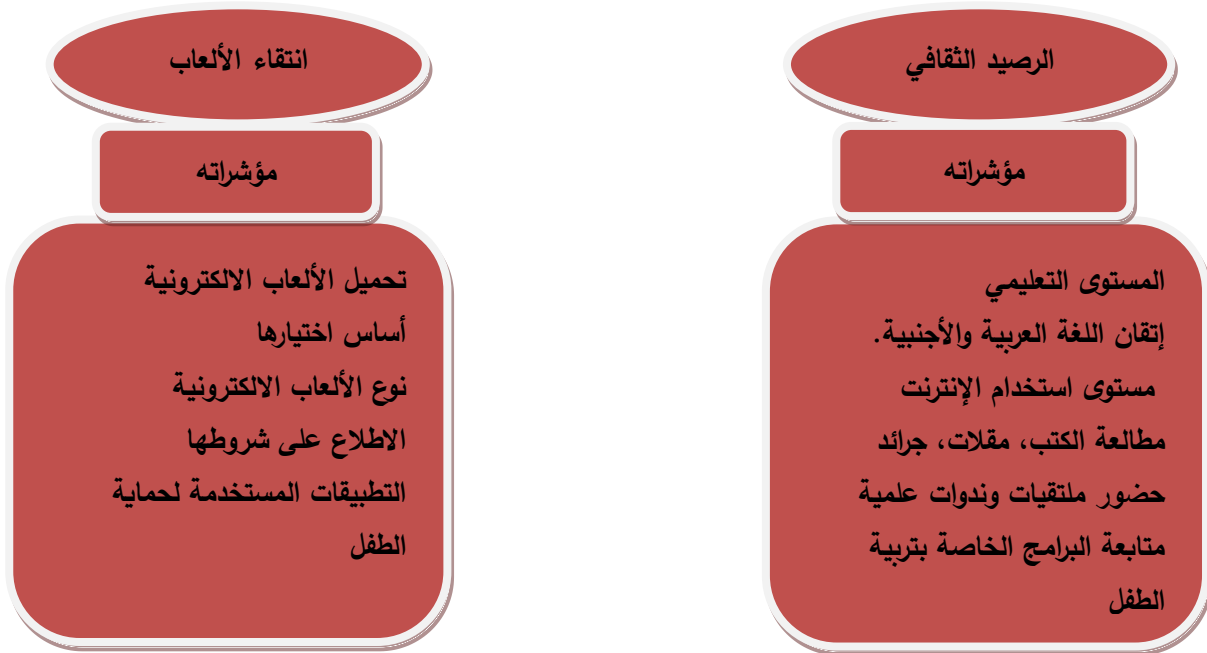 الرصيد الثقافي
مؤشراته
المستوى التعليمي
إتقان اللغة العربية والأجنبية.
مستوى استخدام الإنترنت
مطالعة الكتب، مقلات، جرائد
حضور ملتقيات وندوات علمية
متابعة البرامج الخاصة بتربية
الطفل
انتقاء الألعاب
مؤشراته
تحميل الألعاب الالكترونية
أساس اختيارها
نوع الألعاب الالكترونية
الاطلاع على شروطها
التطبيقات المستخدمة لحماية
الطفل